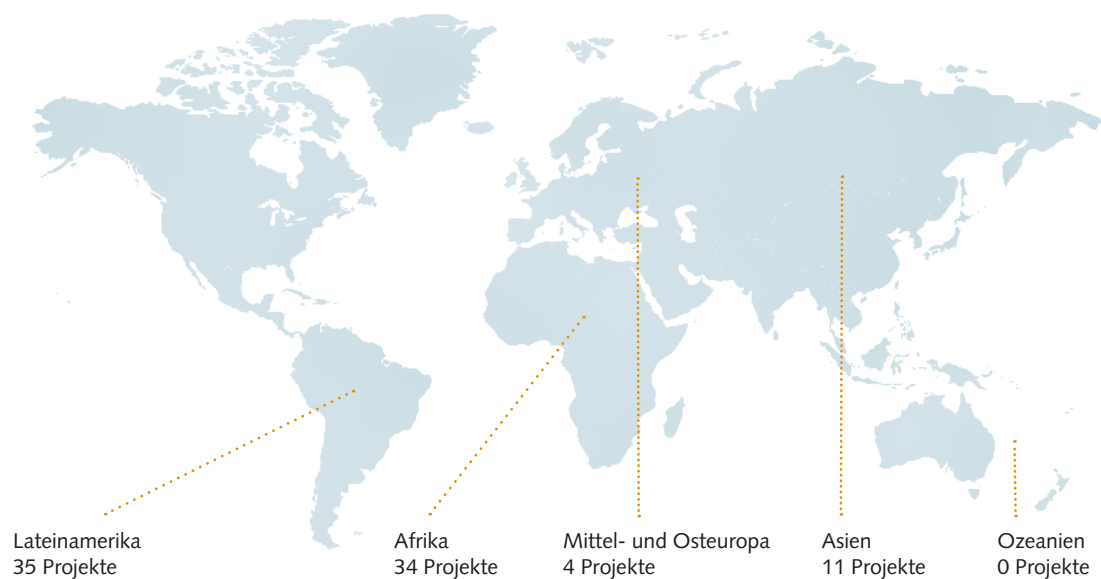 Lateinamerika
35 Projekte
Afrika
34 Projekte
Mittel- und Osteuropa
4 Projekte
Asien
11 Projekte
Ozeanien
0 Projekte